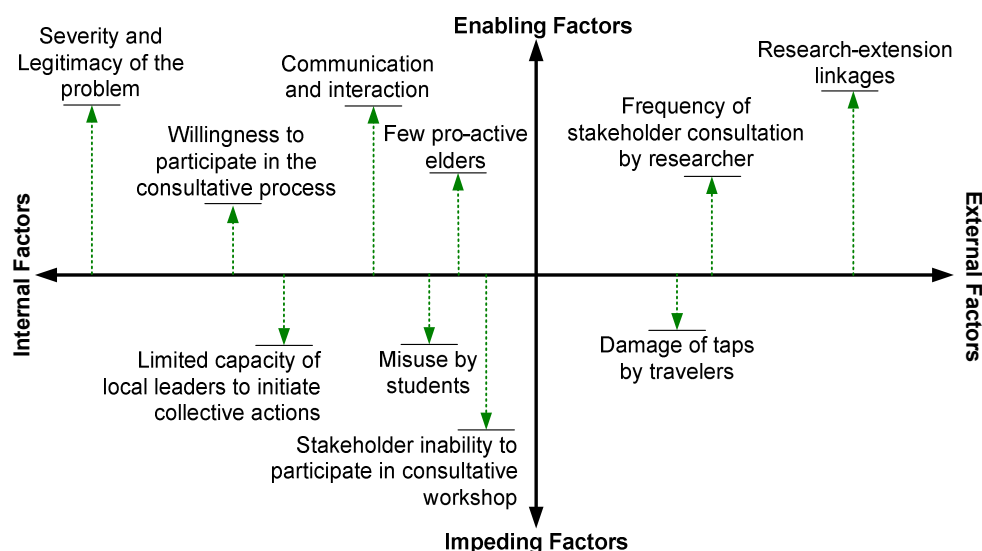 Enabling Factors
Severity and
Legitimacy of the
problem
Communication
and interaction
Research-extension
linkages
Willingness to
participate in the
consultative process
Few pro-active
elders
Frequency of
stakeholder consultation
by researcher
Internal Factors
External Factors
Limited capacity of
local leaders to initiate
collective actions
Misuse by
students
Damage of taps
by travelers
Stakeholder inability to
participate in consultative
workshop
Impeding Factors